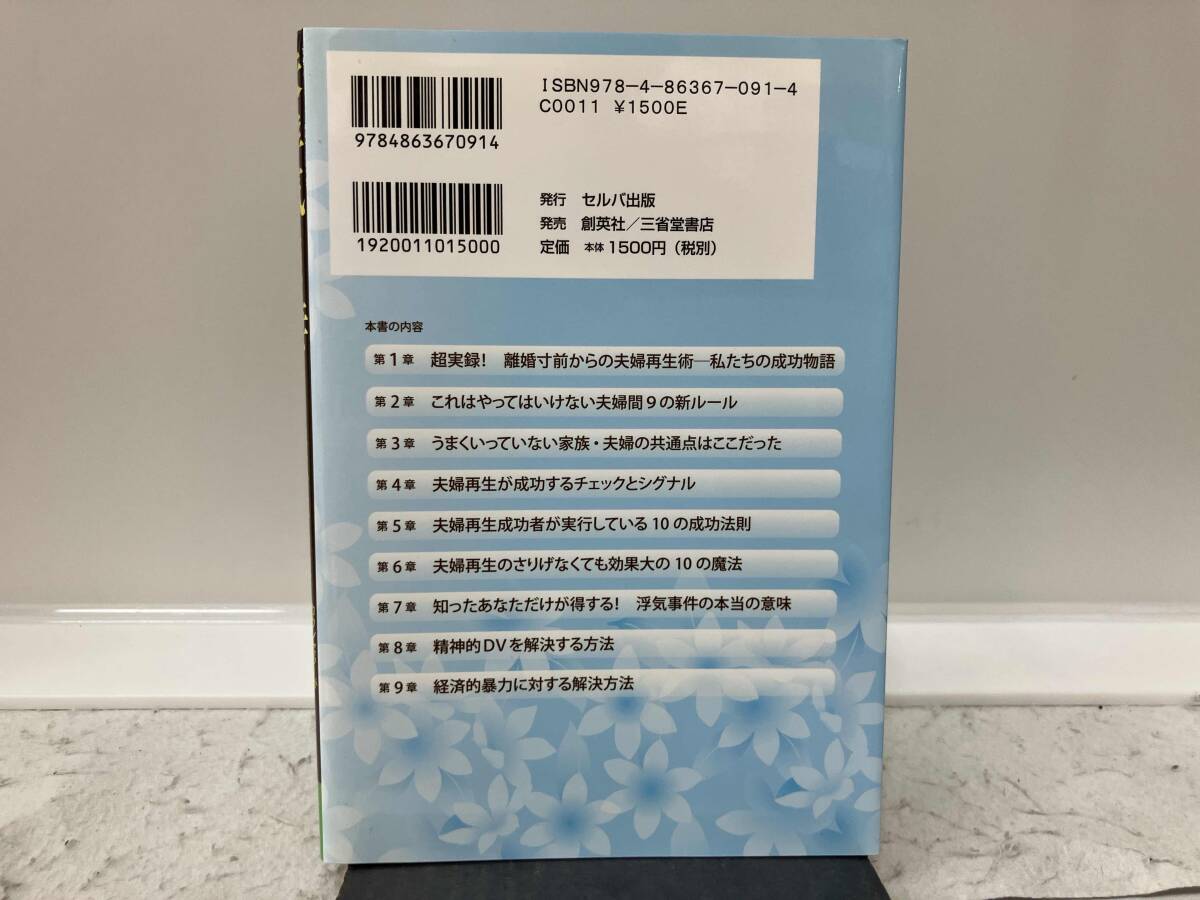 ISBN978-4-86367-091-4
C0011 ¥1500E
9784863670914
1920011015000
発行 セルバ出版
発売 創英社／三省堂書店
定価 本体1500円（税別）
本書の内容
第1章 超実録！ 離婚寸前からの夫婦再生術―私たちの成功物語
第2章 これはやってはいけない夫婦間9の新ルール
第3章 うまくいっていない家族・夫婦の共通点はここだった
第4章 夫婦再生が成功するチェックとシグナル
第5章 夫婦再生成功者が実行している10の成功法則
第6章 夫婦再生のさりげなくても効果大の10の魔法
第7章 知ったあなただけが得する！ 浮気事件の本当の意味
第8章 精神的DVを解決する方法
第9章 経済的暴力に対する解決方法